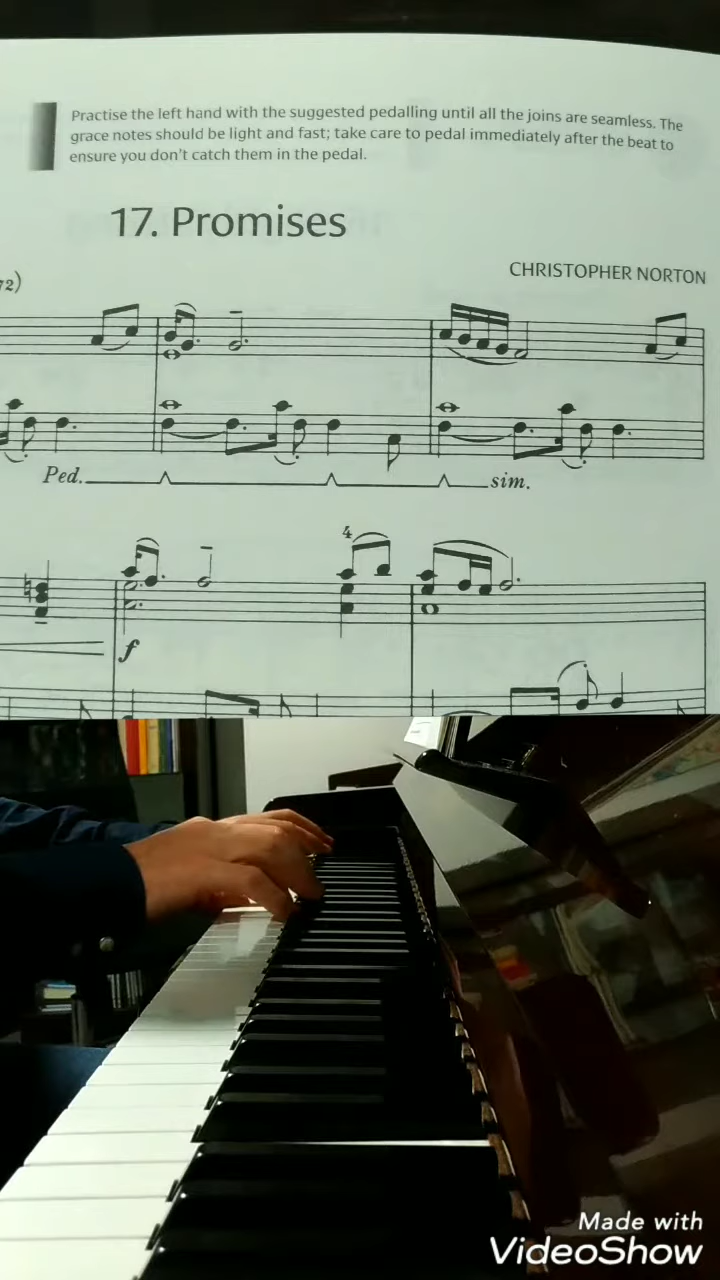 Practise the left hand with the suggested pedalling until all the joins are seamless. The
grace notes should be light and fast; take care to pedal immediately after the beat to
ensure you don't catch them in the pedal.
17. Promises
CHRISTOPHER NORTON
72)
Ped.
sim.
4
f
Made with
VideoShow